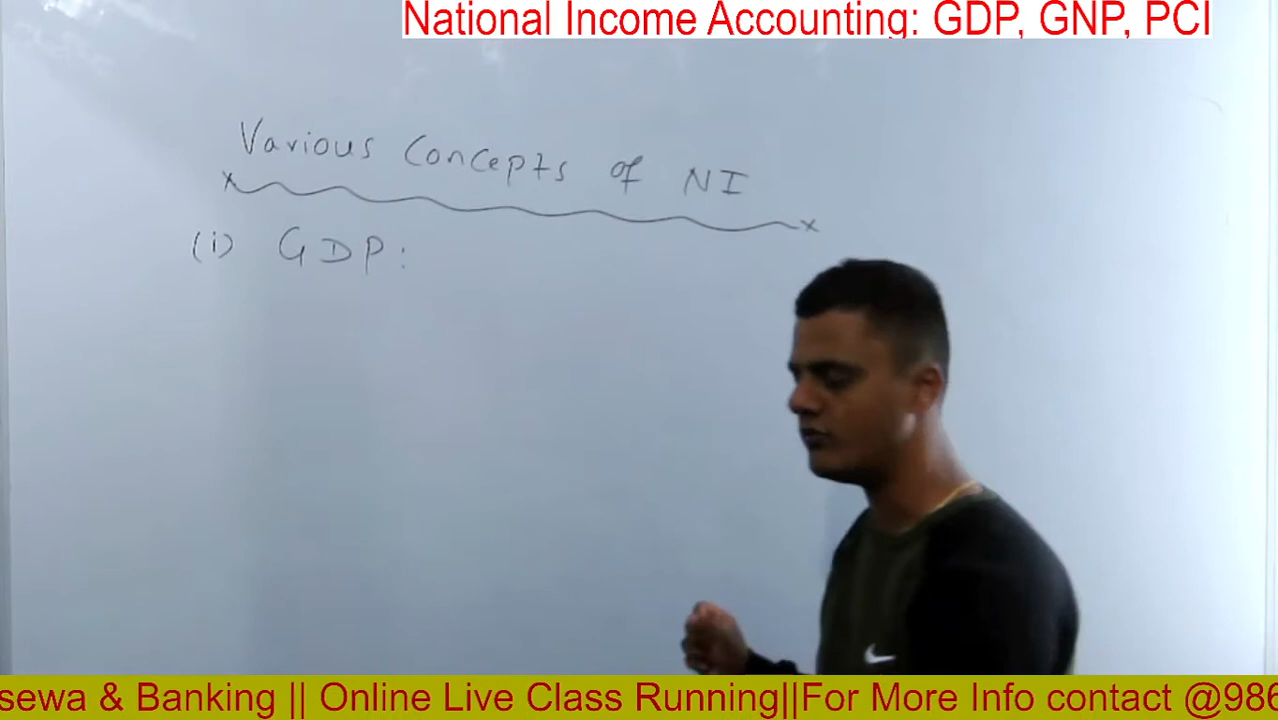 National Income Accounting: GDP, GNP, PCI
Various Concepts of NI
(i) GDP:
sewa & Banking || Online Live Class Running||For More Info contact @986